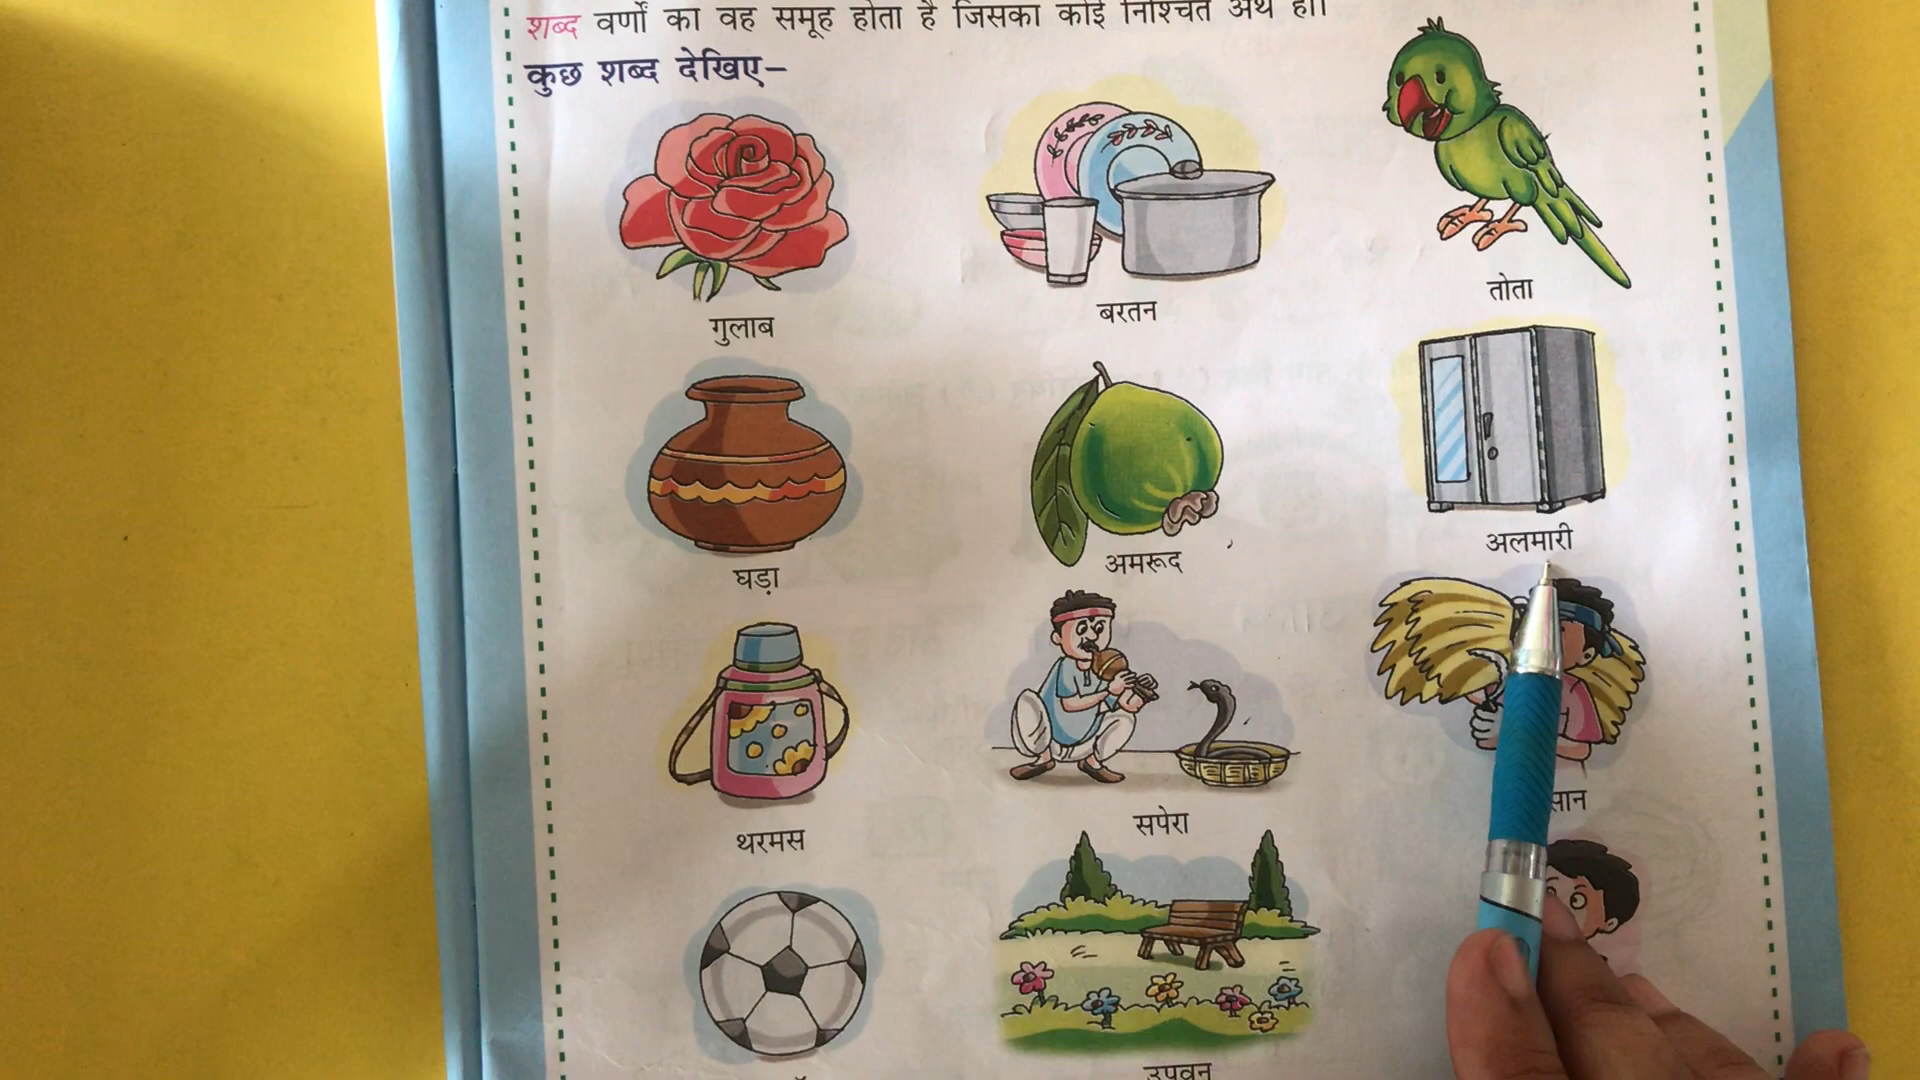 शब्द वर्णों का वह समूह होता है जिसका कोई निश्चित अर्थ हो।
कुछ शब्द देखिए–
गुलाब
बरतन
तोता
घड़ा
अमरूद
अलमारी
थरमस
सपेरा
उपवन